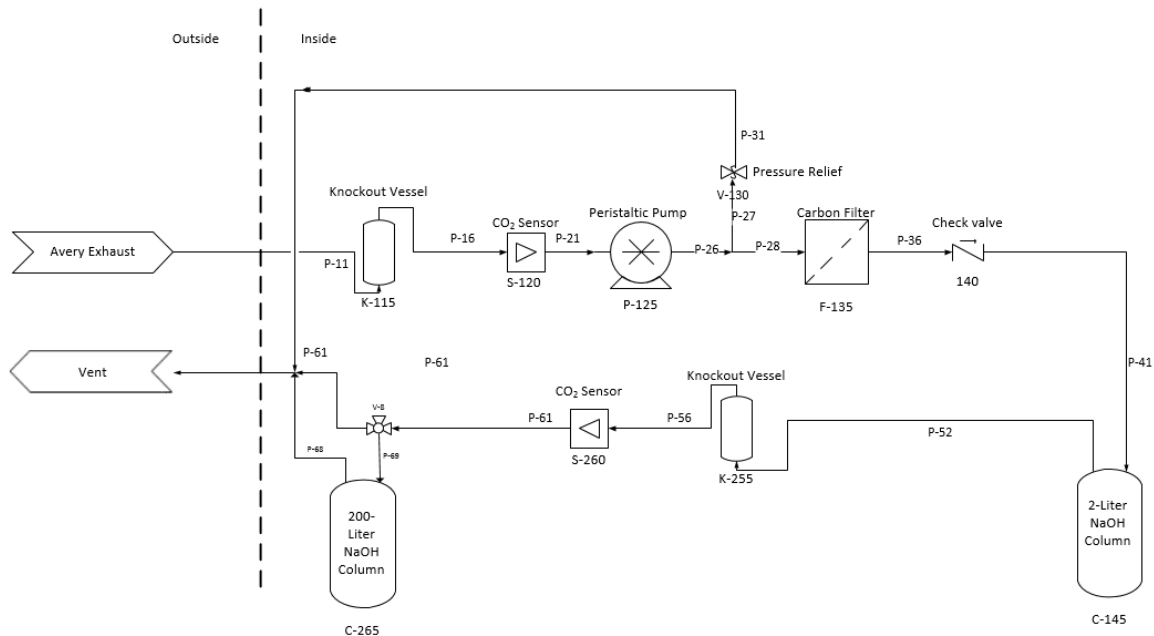 Outside
Inside
P-31
Pressure Relief
V-130
P-27
Knockout Vessel
CO₂ Sensor
Peristaltic Pump
Carbon Filter
Check valve
Avery Exhaust
P-11
P-16
P-21
P-26
P-28
P-36
K-115
S-120
P-125
F-135
140
P-61
P-61
P-41
Vent
Knockout Vessel
CO₂ Sensor
V-8
P-61
P-56
P-52
P-68
P-69
S-260
K-255
200-
Liter
NaOH
Column
2-Liter
NaOH
Column
C-265
C-145